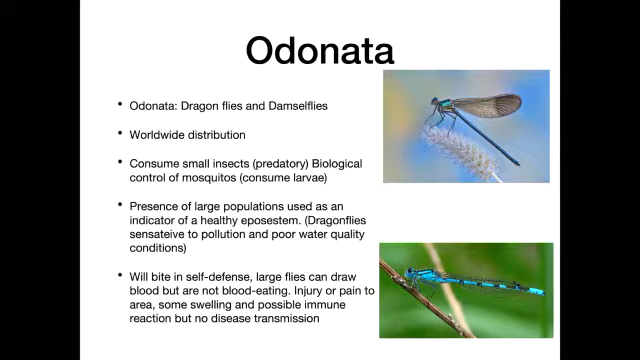 Odonata
• Odonata: Dragon flies and Damselflies
• Worldwide distribution
• Consume small insects (predatory) Biological
control of mosquitos (consume larvae)
• Presence of large populations used as an
indicator of a healthy eposestem. (Dragonflies
sensateive to pollution and poor water quality
conditions)
• Will bite in self-defense, large flies can draw
blood but are not blood-eating. Injury or pain to
area, some swelling and possible immune
reaction but no disease transmission